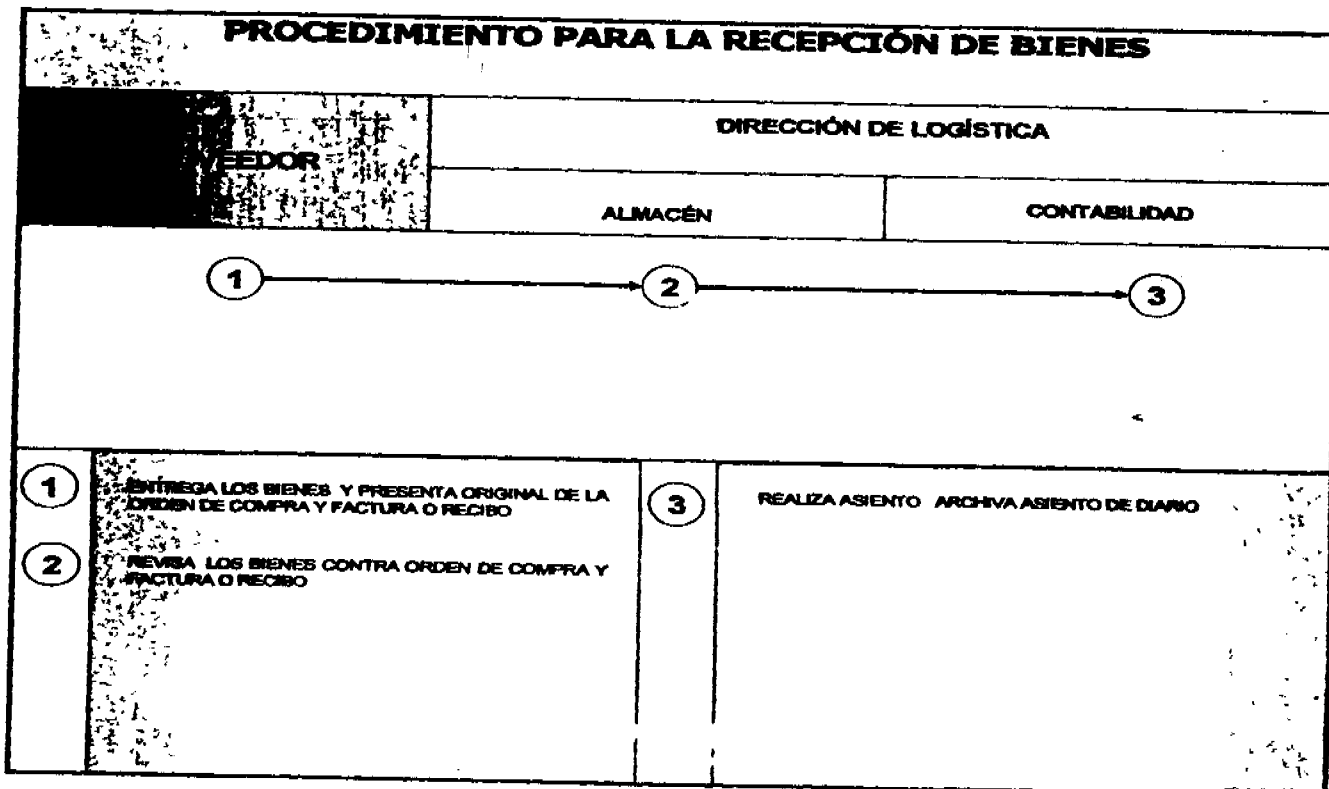 PROCEDIMIENTO PARA LA RECEPCIÓN DE BIENES
DIRECCIÓN DE LOGÍSTICA
VEEDOR
ALMACÉN
CONTABILIDAD
1
2
3
1
ENTREGA LOS BIENES Y PRESENTA ORIGINAL DE LA
ORDEN DE COMPRA Y FACTURA O RECIBO
2
REVISA LOS BIENES CONTRA ORDEN DE COMPRA Y
FACTURA O RECIBO
3
REALIZA ASIENTO ARCHIVA ASIENTO DE DIARIO